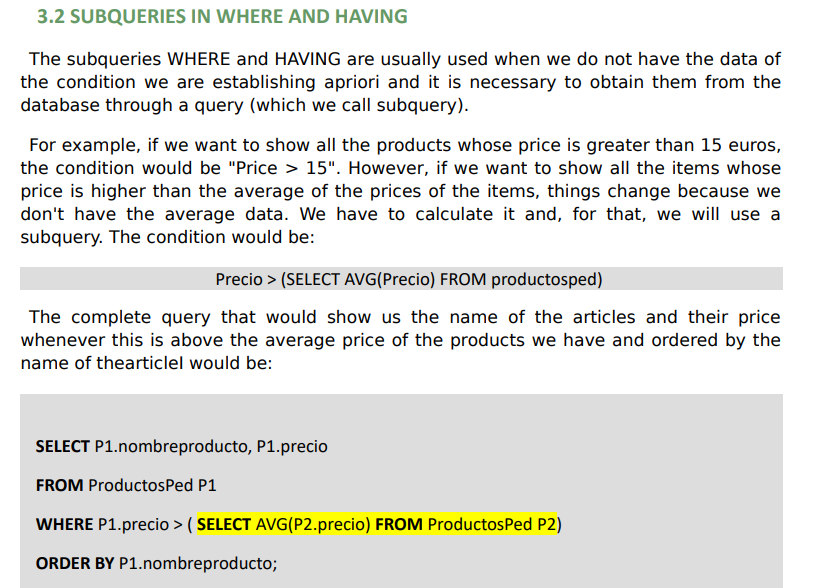 3.2 SUBQUERIES IN WHERE AND HAVING
The subqueries WHERE and HAVING are usually used when we do not have the data of
the condition we are establishing apriori and it is necessary to obtain them from the
database through a query (which we call subquery).
For example, if we want to show all the products whose price is greater than 15 euros,
the condition would be "Price > 15". However, if we want to show all the items whose
price is higher than the average of the prices of the items, things change because we
don't have the average data. We have to calculate it and, for that, we will use a
subquery. The condition would be:
Precio > (SELECT AVG(Precio) FROM productosped)
The complete query that would show us the name of the articles and their price
whenever this is above the average price of the products we have and ordered by the
name of thearticlel would be:
SELECT P1.nombreproducto, P1.precio
FROM ProductosPed P1
WHERE P1.precio > ( SELECT AVG(P2.precio) FROM ProductosPed P2)
ORDER BY P1.nombreproducto;